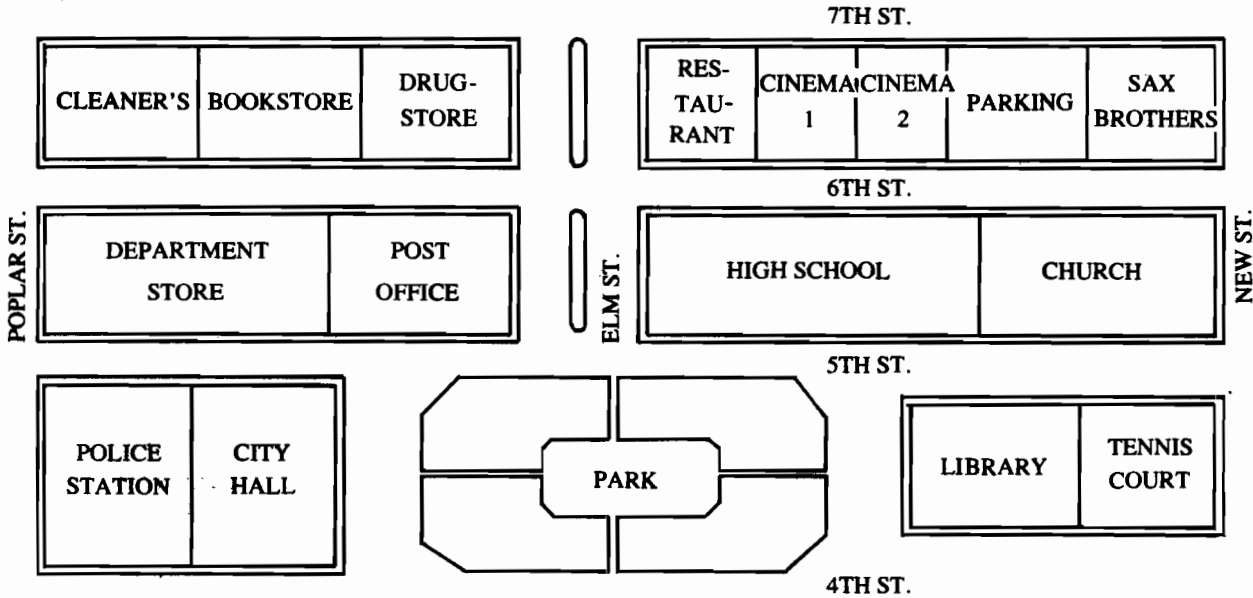 7TH ST.
CLEANER'S
BOOKSTORE
DRUG-
STORE
RES-
TAU-
RANT
CINEMA
1
CINEMA
2
PARKING
SAX
BROTHERS
6TH ST.
POPLAR ST.
DEPARTMENT
STORE
POST
OFFICE
ELM ST.
HIGH SCHOOL
CHURCH
NEW ST.
5TH ST.
POLICE
STATION
CITY
HALL
PARK
LIBRARY
TENNIS
COURT
4TH ST.